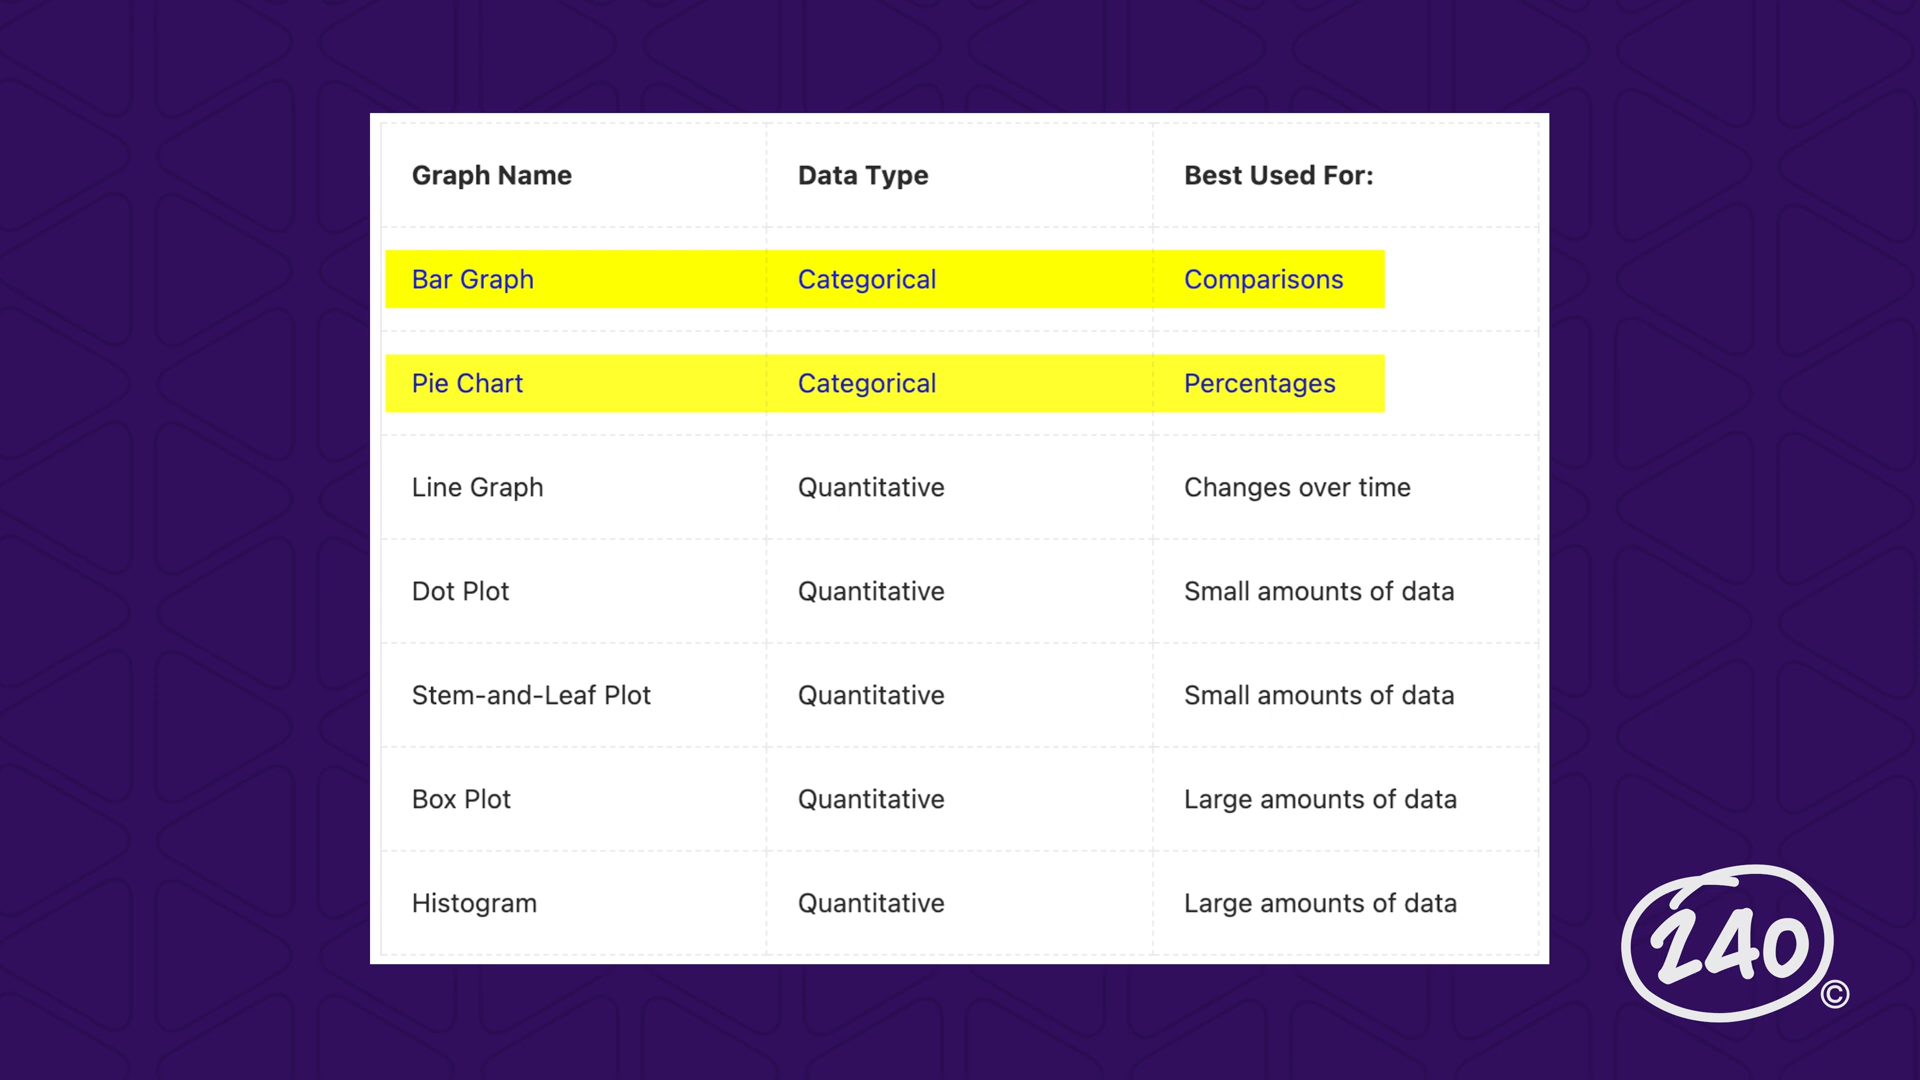 Graph Name Data Type Best Used For:
Bar Graph Categorical Comparisons
Pie Chart Categorical Percentages
Line Graph Quantitative Changes over time
Dot Plot Quantitative Small amounts of data
Stem-and-Leaf Plot Quantitative Small amounts of data
Box Plot Quantitative Large amounts of data
Histogram Quantitative Large amounts of data
240
©